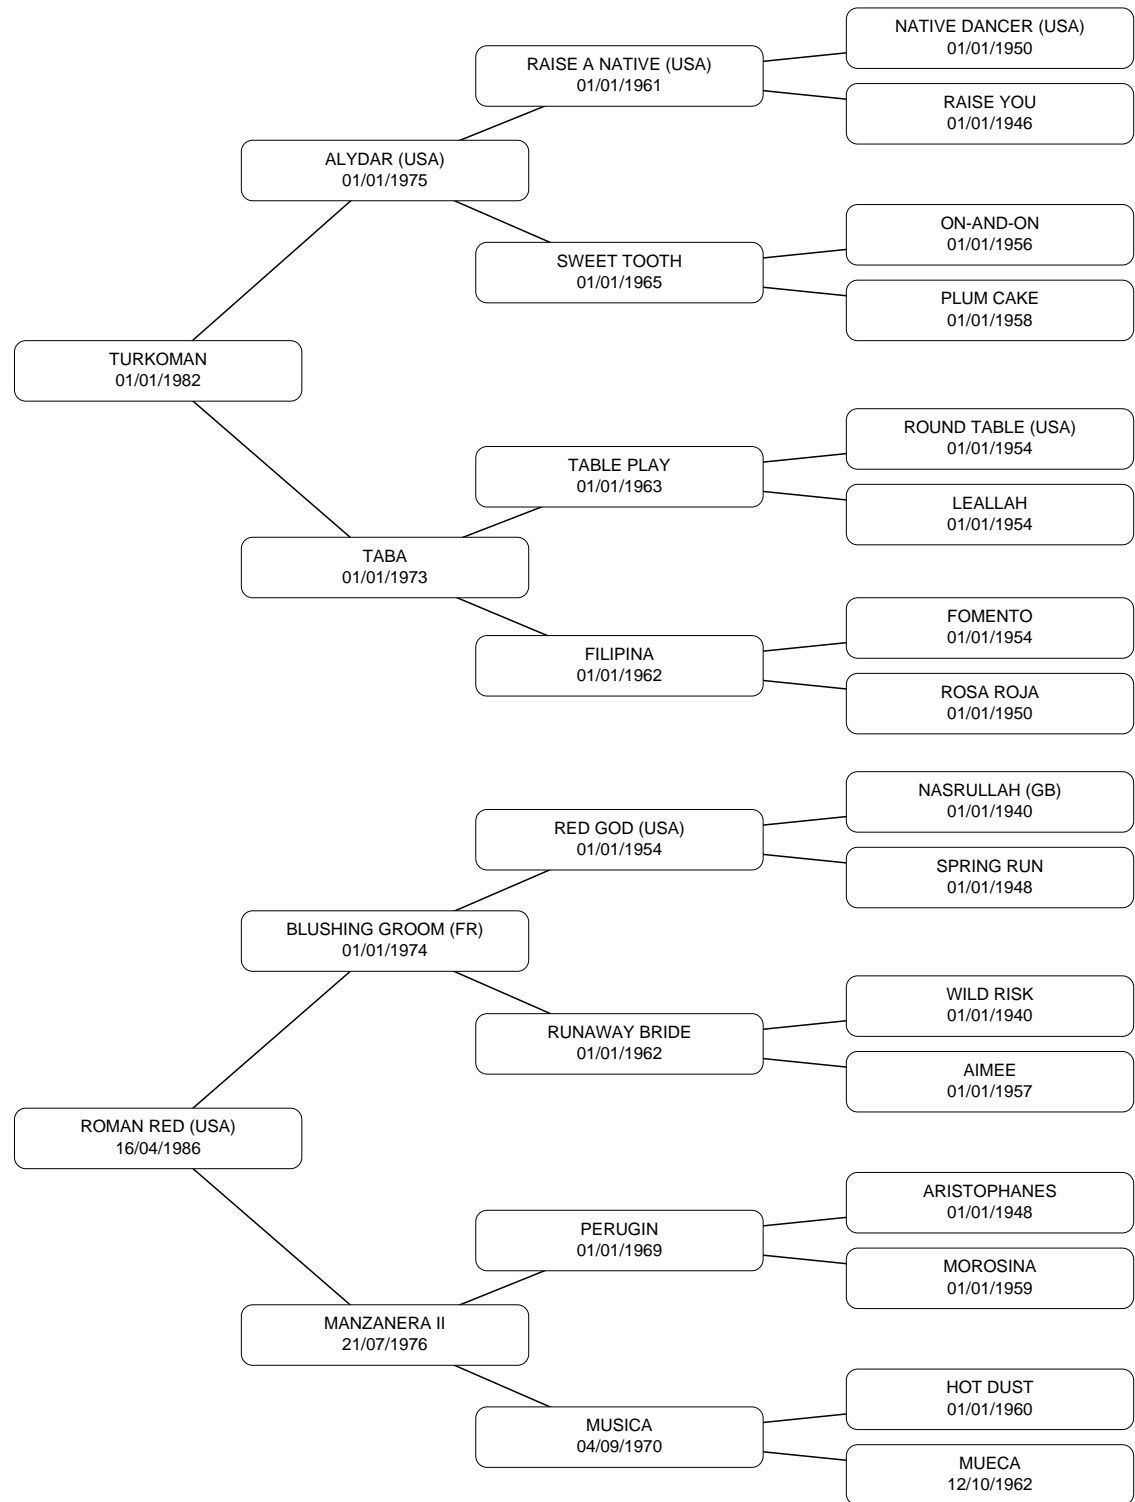 NATIVE DANCER (USA)
01/01/1950
RAISE A NATIVE (USA)
01/01/1961
RAISE YOU
01/01/1946
ALYDAR (USA)
01/01/1975
ON-AND-ON
01/01/1956
SWEET TOOTH
01/01/1965
PLUM CAKE
01/01/1958
TURKOMAN
01/01/1982
ROUND TABLE (USA)
01/01/1954
TABLE PLAY
01/01/1963
LEALLAH
01/01/1954
TABA
01/01/1973
FOMENTO
01/01/1954
FILIPINA
01/01/1962
ROSA ROJA
01/01/1950
NASRULLAH (GB)
01/01/1940
RED GOD (USA)
01/01/1954
SPRING RUN
01/01/1948
BLUSHING GROOM (FR)
01/01/1974
WILD RISK
01/01/1940
RUNAWAY BRIDE
01/01/1962
AIMEE
01/01/1957
ROMAN RED (USA)
16/04/1986
ARISTOPHANES
01/01/1948
PERUGIN
01/01/1969
MOROSINA
01/01/1959
MANZANERA II
21/07/1976
HOT DUST
01/01/1960
MUSICA
04/09/1970
MUECA
12/10/1962